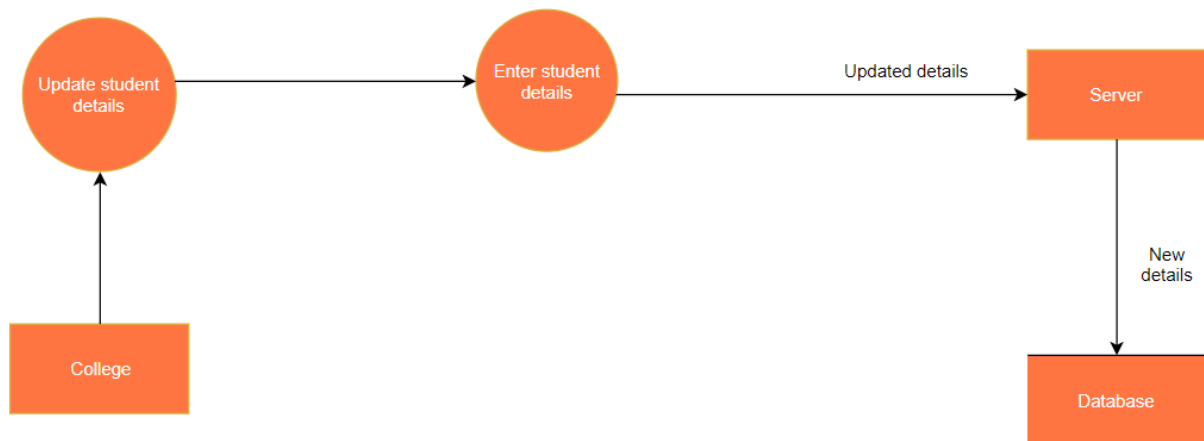 Update student
details
Enter student
details
Updated details
Server
New
details
College
Database